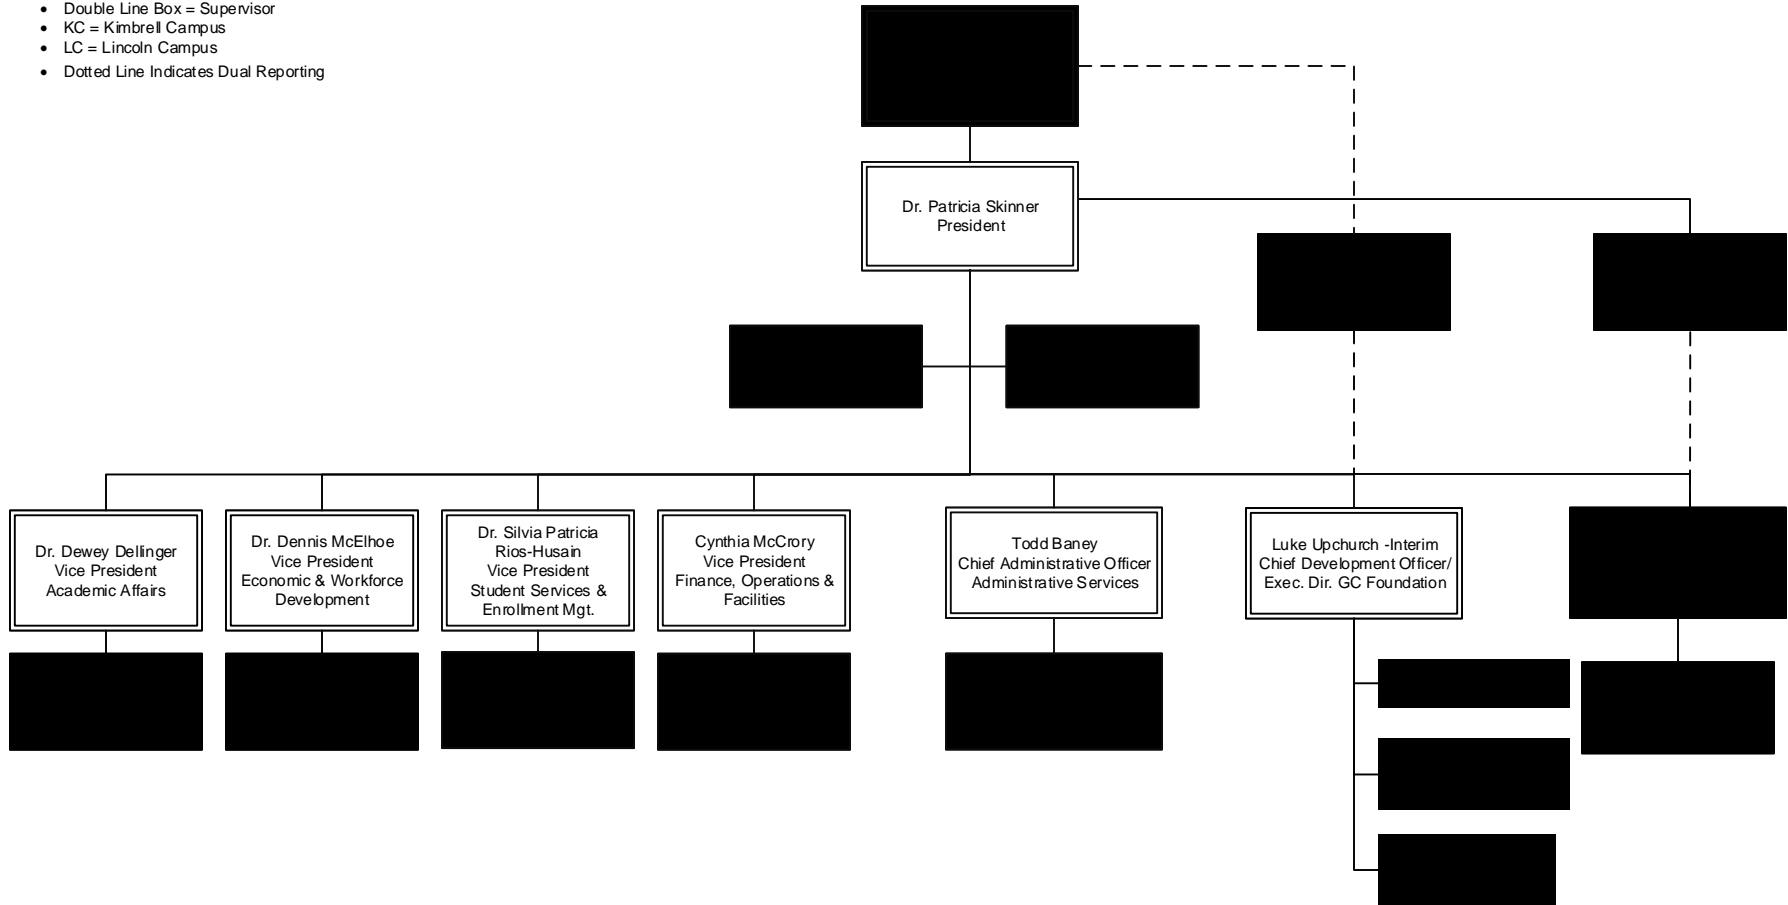 • Double Line Box = Supervisor
• KC = Kimbrell Campus
• LC = Lincoln Campus
• Dotted Line Indicates Dual Reporting
Dr. Patricia Skinner
President
Dr. Dewey Dellinger
Vice President
Academic Affairs
Dr. Dennis McElhoe
Vice President
Economic & Workforce
Development
Dr. Silvia Patricia
Rios-Husain
Vice President
Student Services &
Enrollment Mgt.
Cynthia McCrory
Vice President
Finance, Operations &
Facilities
Todd Baney
Chief Administrative Officer
Administrative Services
Luke Upchurch -Interim
Chief Development Officer/
Exec. Dir. GC Foundation